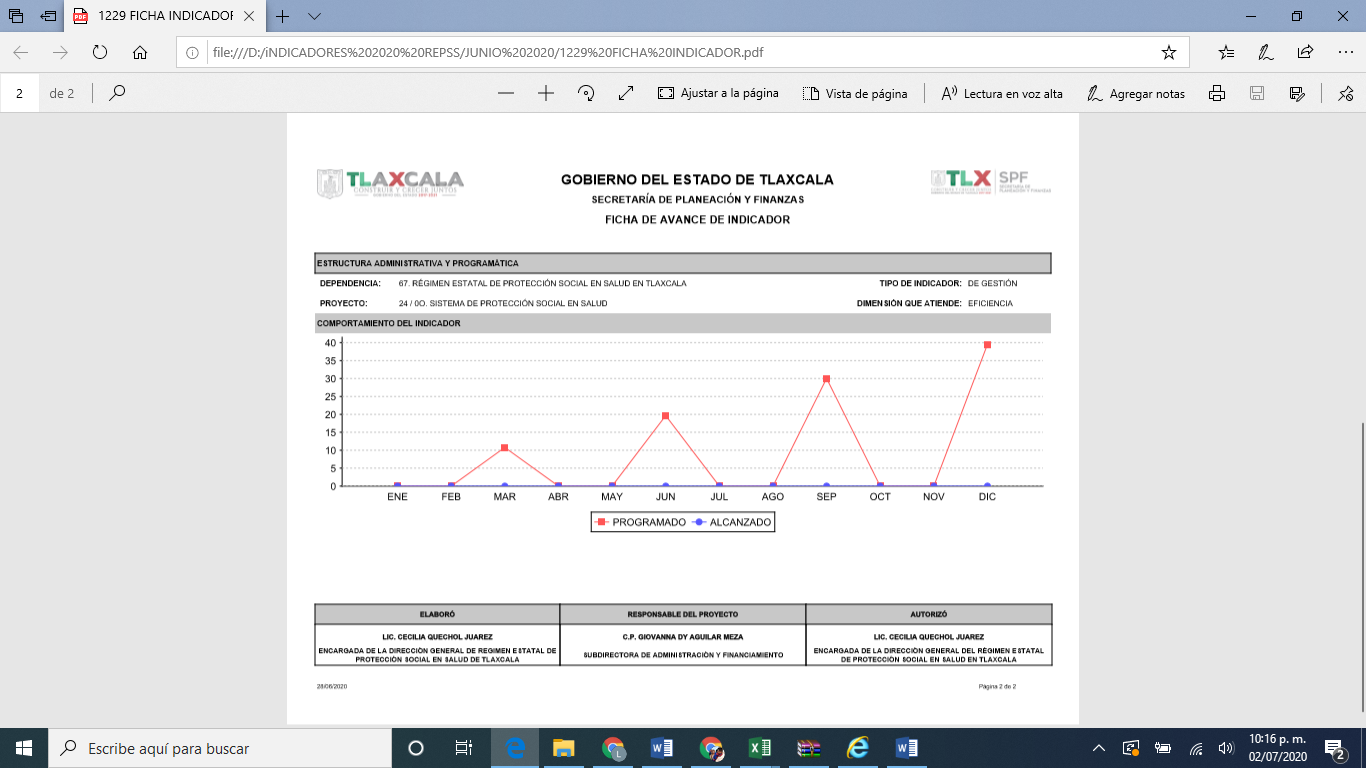 1229 FICHA INDICADOR
file:///D:/iNDICADORES%202020%20REPSS/JUNIO%202020/1229%20FICHA%20INDICADOR.pdf
2 de 2 Ajustar a la página Vista de página Lectura en voz alta Agregar notas
TLAXCALA
CONSTRUIR Y CRECER JUNTOS
GOBIERNO DEL ESTADO DE TLAXCALA
SECRETARÍA DE PLANEACIÓN Y FINANZAS
FICHA DE AVANCE DE INDICADOR
TLX SPF
ESTRUCTURA ADMINISTRATIVA Y PROGRAMÁTICA
DEPENDENCIA: 67. RÉGIMEN ESTATAL DE PROTECCIÓN SOCIAL EN SALUD EN TLAXCALA TIPO DE INDICADOR: DE GESTIÓN
PROYECTO: 24 / 0O. SISTEMA DE PROTECCIÓN SOCIAL EN SALUD DIMENSIÓN QUE ATIENDE: EFICIENCIA
COMPORTAMIENTO DEL INDICADOR
40
35
30
25
20
15
10
5
0
ENE FEB MAR ABR MAY JUN JUL AGO SEP OCT NOV DIC
PROGRAMADO ALCANZADO
ELABORÓ RESPONSABLE DEL PROYECTO AUTORIZÓ
LIC. CECILIA QUECHOL JUAREZ C.P. GIOVANNA DY AGUILAR MEZA LIC. CECILIA QUECHOL JUAREZ
ENCARGADA DE LA DIRECCIÓN GENERAL DE REGIMEN ESTATAL DE PROTECCIÓN SOCIAL EN SALUD DE TLAXCALA SUBDIRECTORA DE ADMINISTRACIÓN Y FINANCIAMIENTO ENCARGADA DE LA DIRECCIÓN GENERAL DEL RÉGIMEN ESTATAL DE PROTECCIÓN SOCIAL EN SALUD EN TLAXCALA
28/06/2020 Página 2 de 2
Escribe aquí para buscar
10:16 p. m.
02/07/2020
2